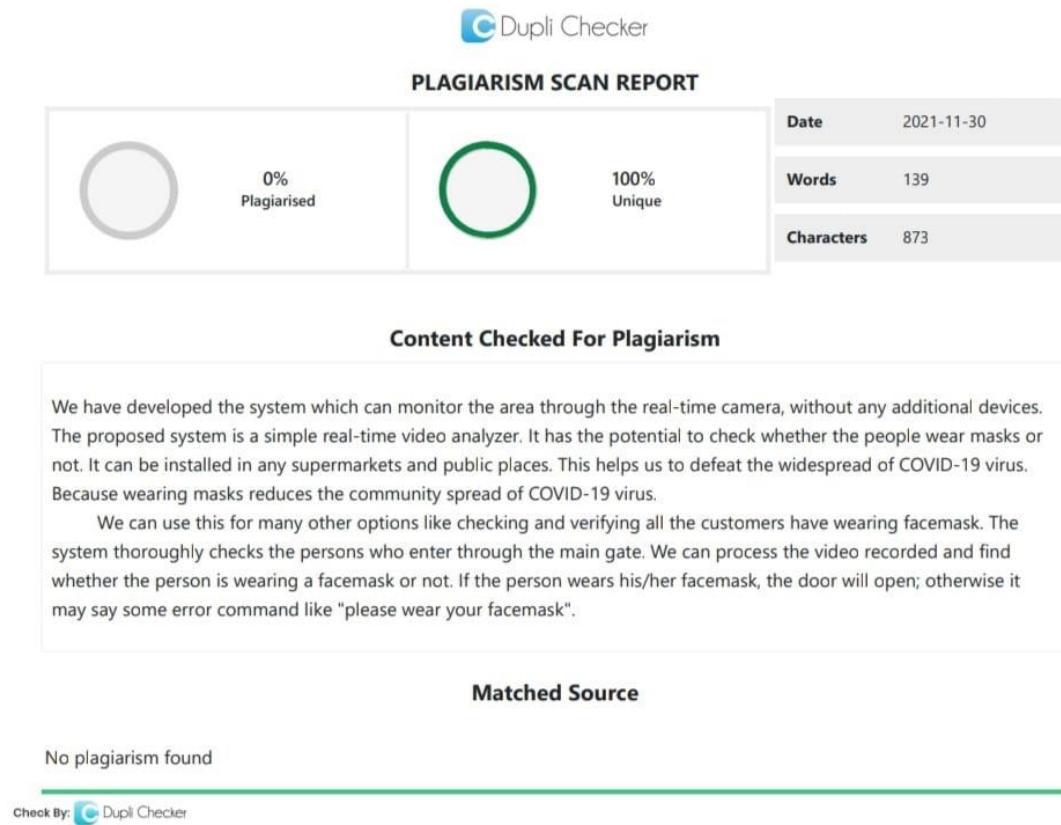 Dupli Checker
PLAGIARISM SCAN REPORT
0%
Plagiarised
100%
Unique
Date 2021-11-30
Words 139
Characters 873
Content Checked For Plagiarism
We have developed the system which can monitor the area through the real-time camera, without any additional devices.
The proposed system is a simple real-time video analyzer. It has the potential to check whether the people wear masks or
not. It can be installed in any supermarkets and public places. This helps us to defeat the widespread of COVID-19 virus.
Because wearing masks reduces the community spread of COVID-19 virus.
We can use this for many other options like checking and verifying all the customers have wearing facemask. The
system thoroughly checks the persons who enter through the main gate. We can process the video recorded and find
whether the person is wearing a facemask or not. If the person wears his/her facemask, the door will open; otherwise it
may say some error command like "please wear your facemask".
Matched Source
No plagiarism found
Check By: Dupli Checker